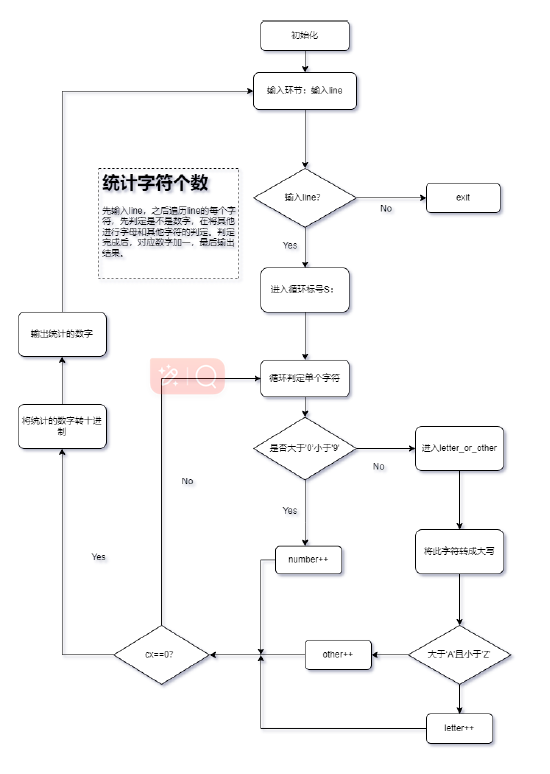 初始化
输入环节：输入line
统计字符个数
先输入line，之后遍历line的每个字
符，先判定是不是数字，在将其他
进行字母和其他字符的判定。判定
完成后，对应数字加一，最后输出
结果。
输入line?
No
exit
Yes
进入循环标号S：
输出统计的数字
循环判定单个字符
将统计的数字转十进
制
是否大于'0'小于'9'
No
进入letter_or_other
No
Yes
将此字符转成大写
Yes
number++
cx==0?
other++
大于'A'且小于'Z'
letter++